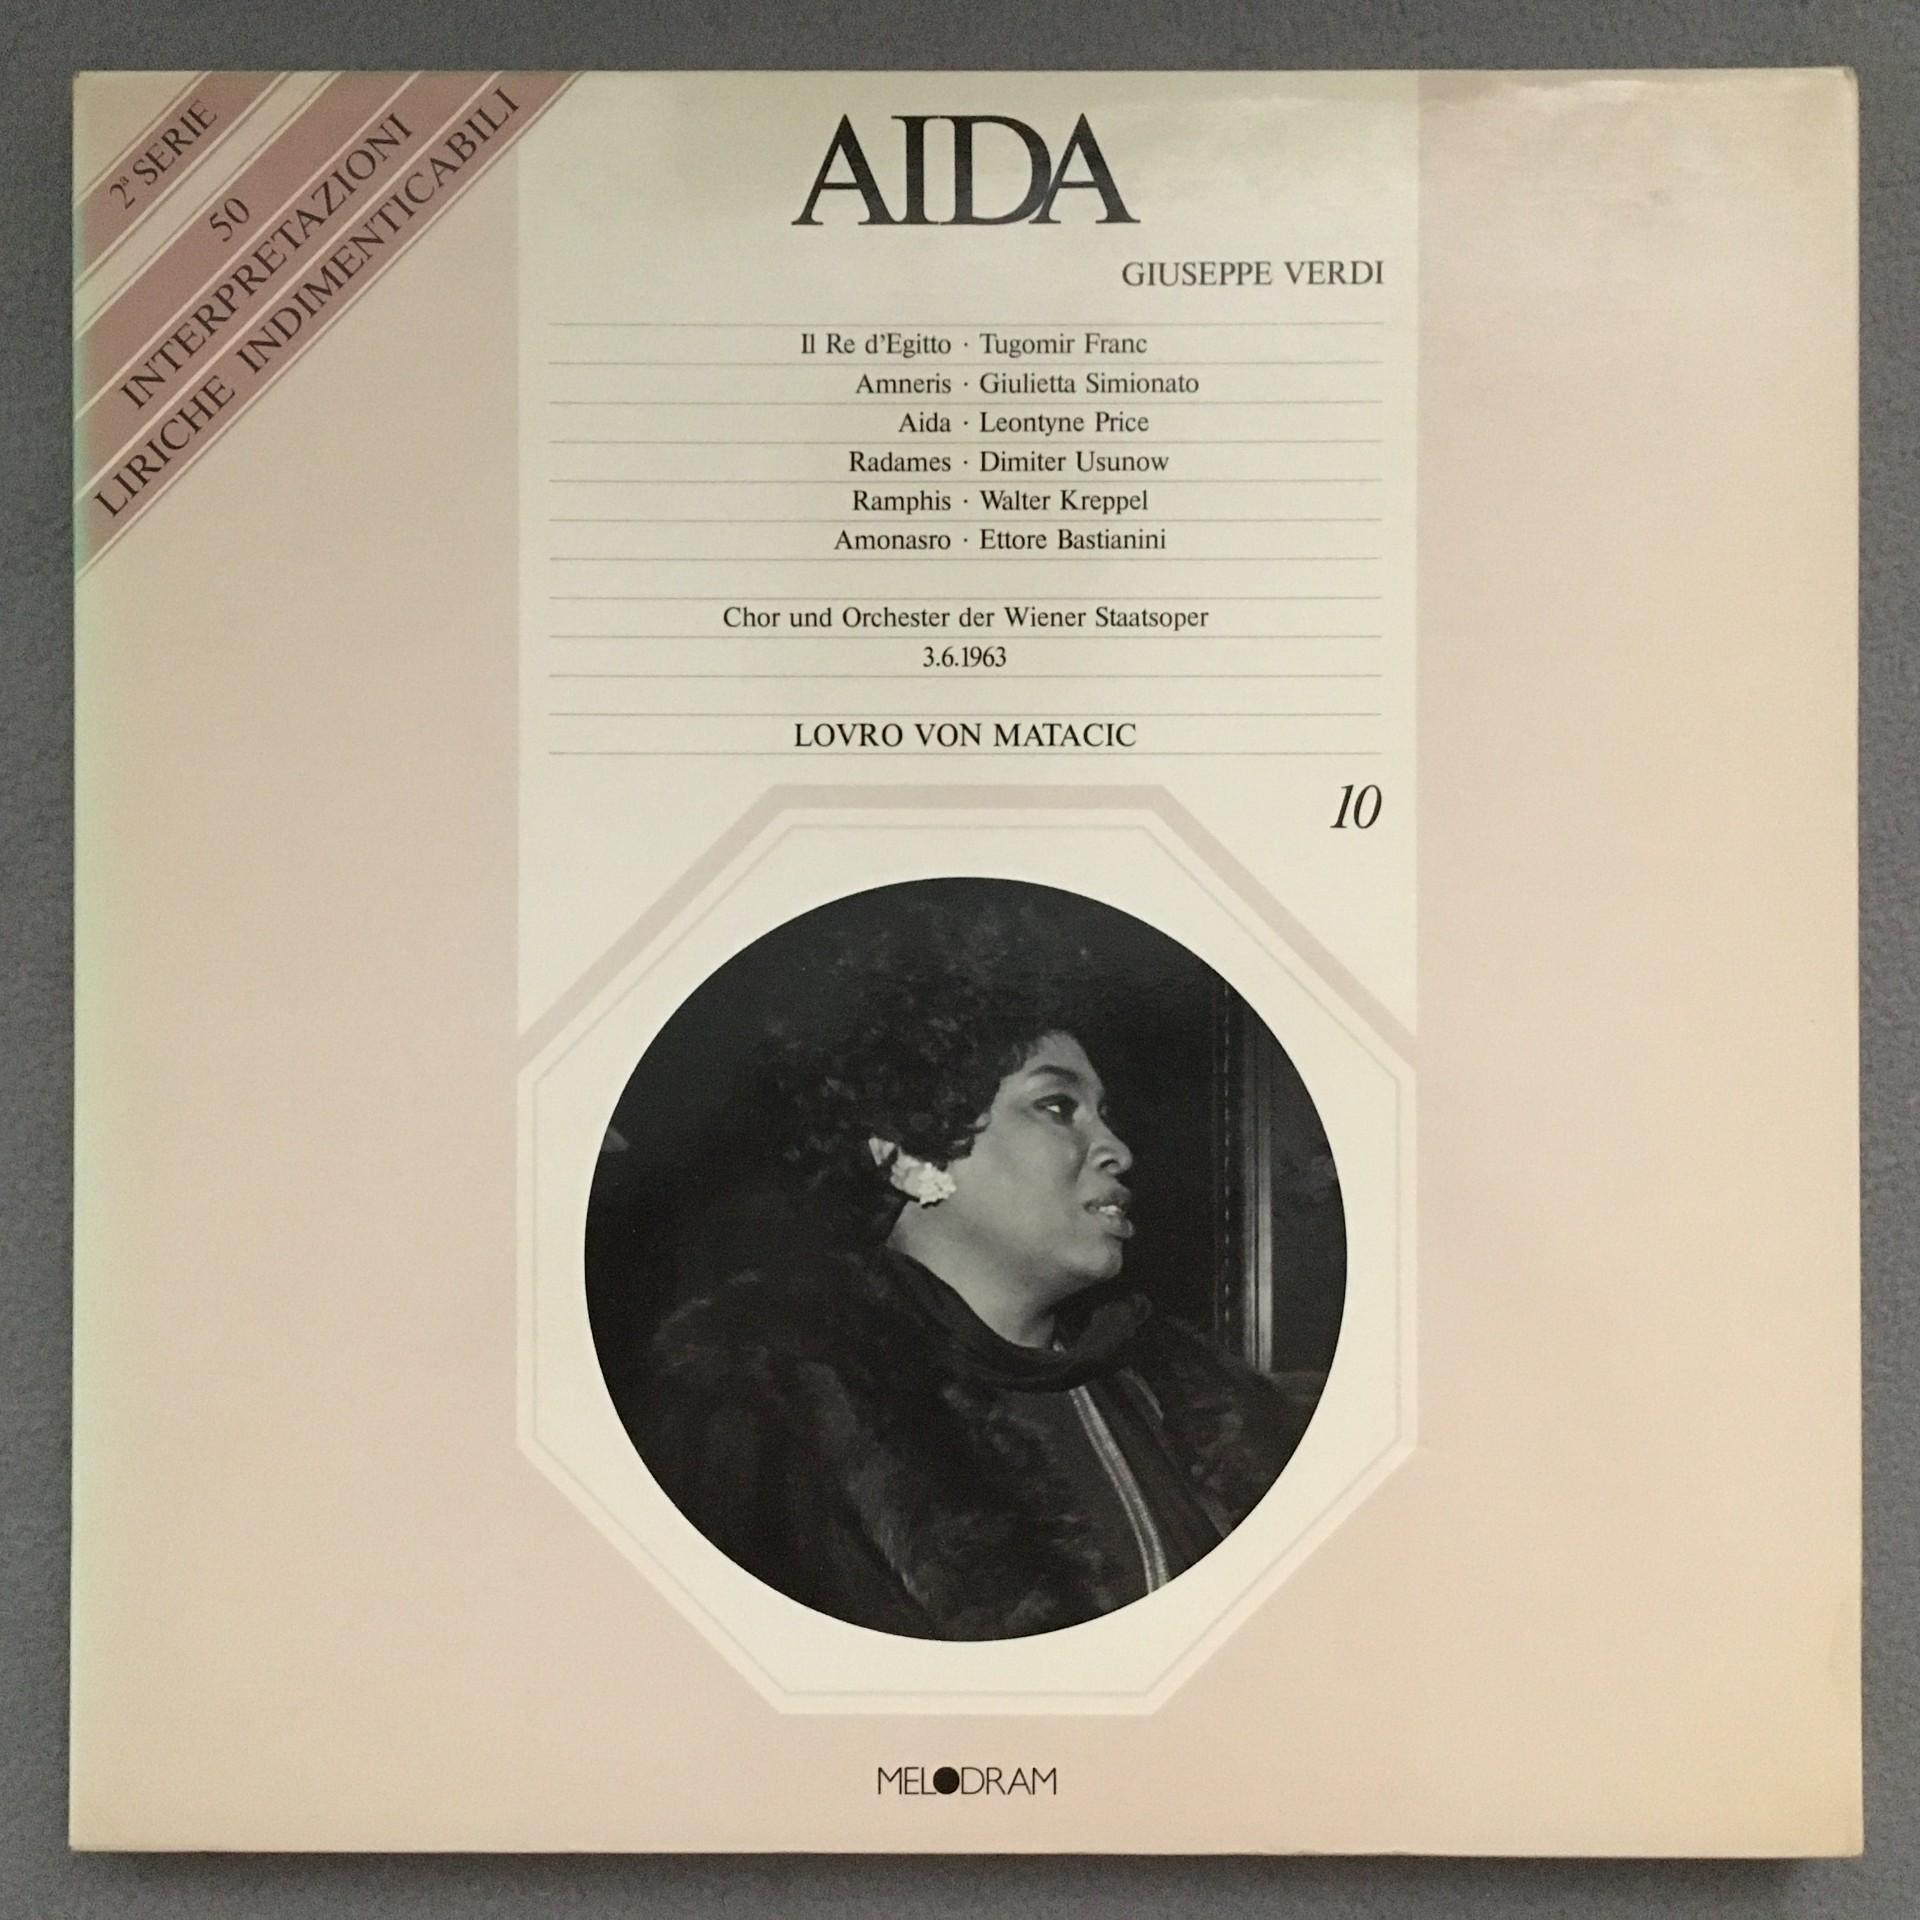 2ª SERIE
50
INTERPRETAZIONI
LIRICHE INDIMENTICABILI
AIDA
GIUSEPPE VERDI
Il Re d'Egitto · Tugomir Franc
Amneris · Giulietta Simionato
Aida · Leontyne Price
Radames · Dimiter Usunow
Ramphis · Walter Kreppel
Amonasro · Ettore Bastianini
Chor und Orchester der Wiener Staatsoper
3.6.1963
LOVRO VON MATACIC
10
MELODRAM